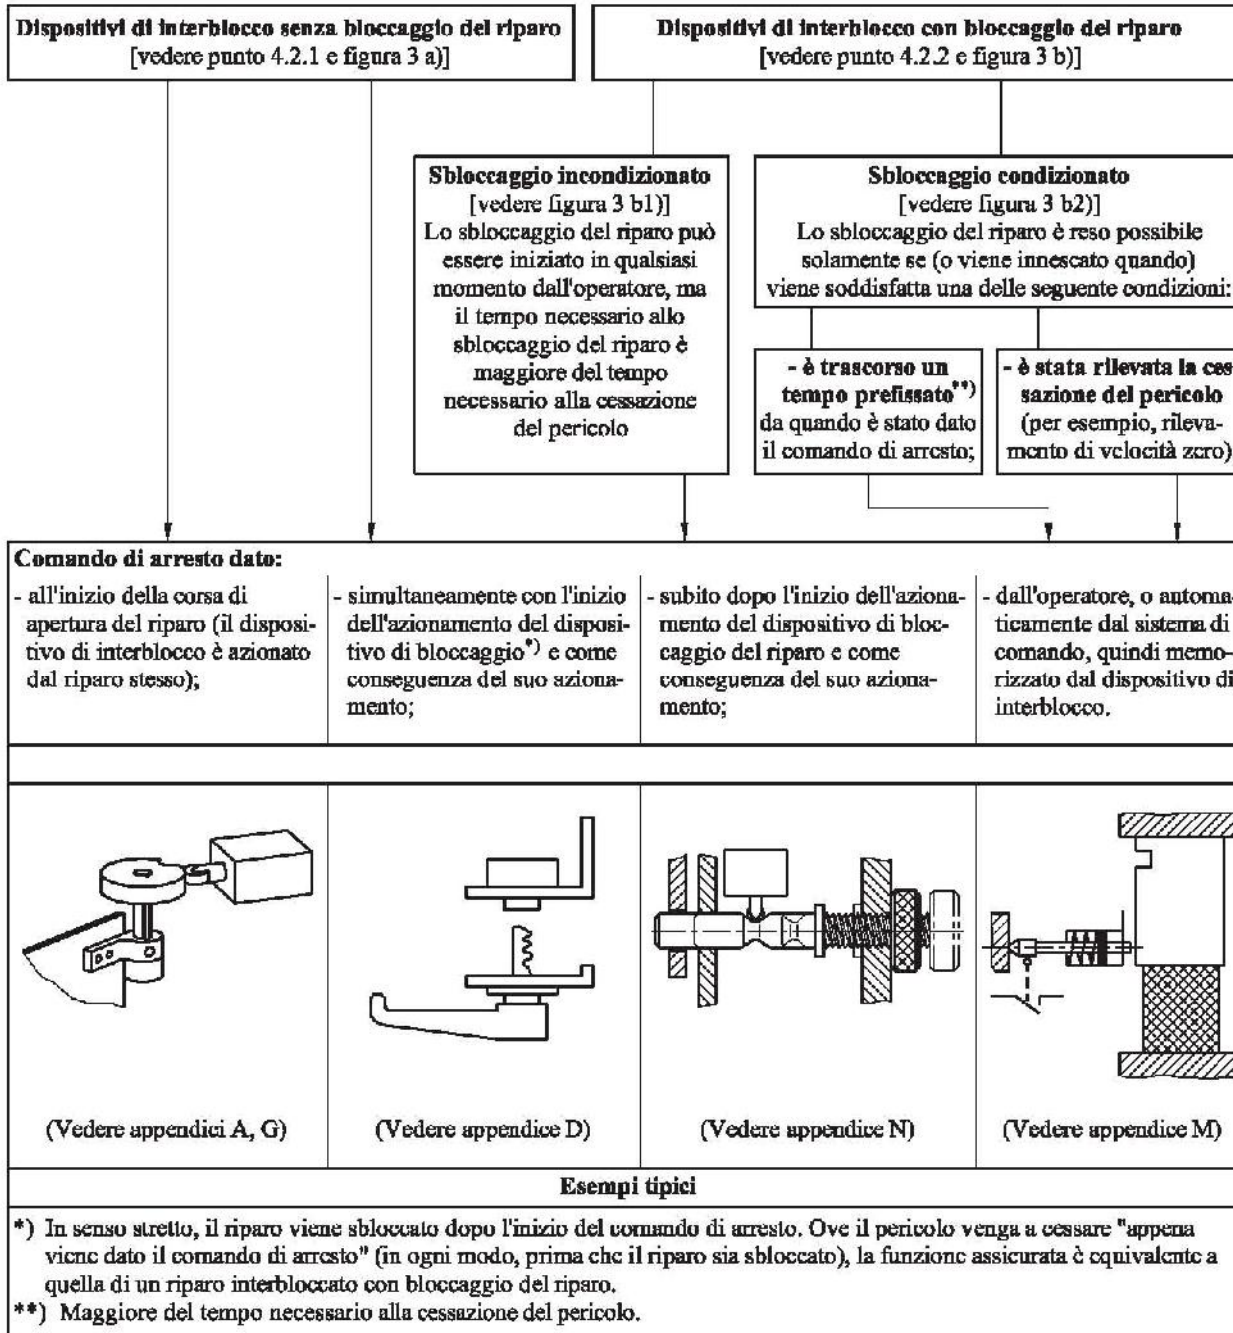 Dispositivi di interblocco senza bloccaggio del riparo
[vedere punto 4.2.1 e figura 3 a)]
Dispositivi di interblocco con bloccaggio del riparo
[vedere punto 4.2.2 e figura 3 b)]
Sbloccaggio incondizionato
[vedere figura 3 b1)]
Lo sbloccaggio del riparo può
essere iniziato in qualsiasi
momento dall'operatore, ma
il tempo necessario allo
sbloccaggio del riparo è
maggiore del tempo
necessario alla cessazione
del pericolo
Sbloccaggio condizionato
[vedere figura 3 b2)]
Lo sbloccaggio del riparo è reso possibile
solamente se (o viene innescato quando)
viene soddisfatta una delle seguente condizioni:
- è trascorso un
tempo prefissato**)
da quando è stato dato
il comando di arresto;
- è stata rilevata la ces
sazione del pericolo
(per esempio, rileva-
mento di velocità zero)
Comando di arresto dato:
- all'inizio della corsa di
apertura del riparo (il disposi-
tivo di interblocco è azionato
dal riparo stesso);
- simultaneamente con l'inizio
dell'azionamento del disposi-
tivo di bloccaggio*) e come
conseguenza del suo aziona-
mento;
- subito dopo l'inizio dell'aziona-
mento del dispositivo di bloc-
caggio del riparo e come
conseguenza del suo aziona-
mento;
- dall'operatore, o automa-
ticamente dal sistema di
comando, quindi memo-
rizzato dal dispositivo di
interblocco.
(Vedere appendici A, G)
(Vedere appendice D)
(Vedere appendice N)
(Vedere appendice M)
Esempi tipici
*) In senso stretto, il riparo viene sbloccato dopo l'inizio del comando di arresto. Ove il pericolo venga a cessare "appena
viene dato il comando di arresto" (in ogni modo, prima che il riparo sia sbloccato), la funzione assicurata è equivalente a
quella di un riparo interbloccato con bloccaggio del riparo.
**) Maggiore del tempo necessario alla cessazione del pericolo.